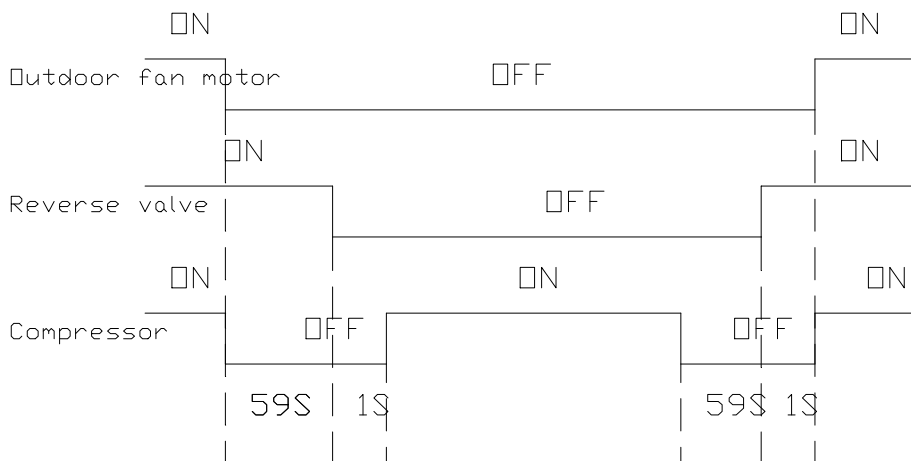 ON ON
Outdoor fan motor OFF
ON ON
Reverse valve OFF
ON ON ON
Compressor OFF OFF
59S 1S 59S 1S